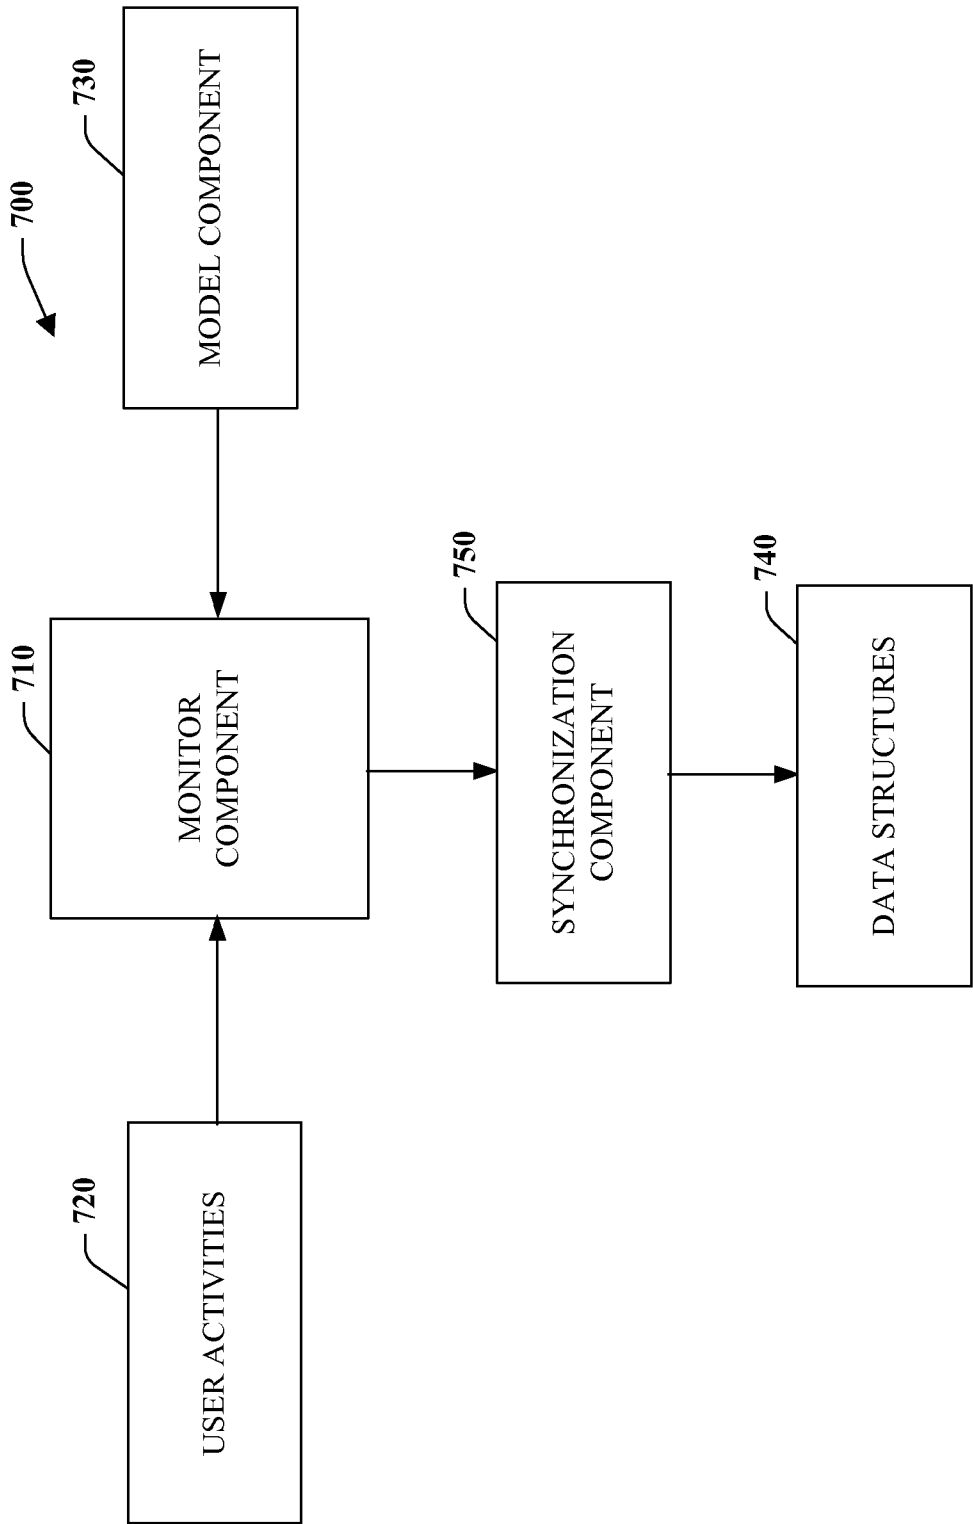 700
710
MONITOR
COMPONENT
720
USER ACTIVITIES
730
MODEL COMPONENT
750
SYNCHRONIZATION
COMPONENT
740
DATA STRUCTURES